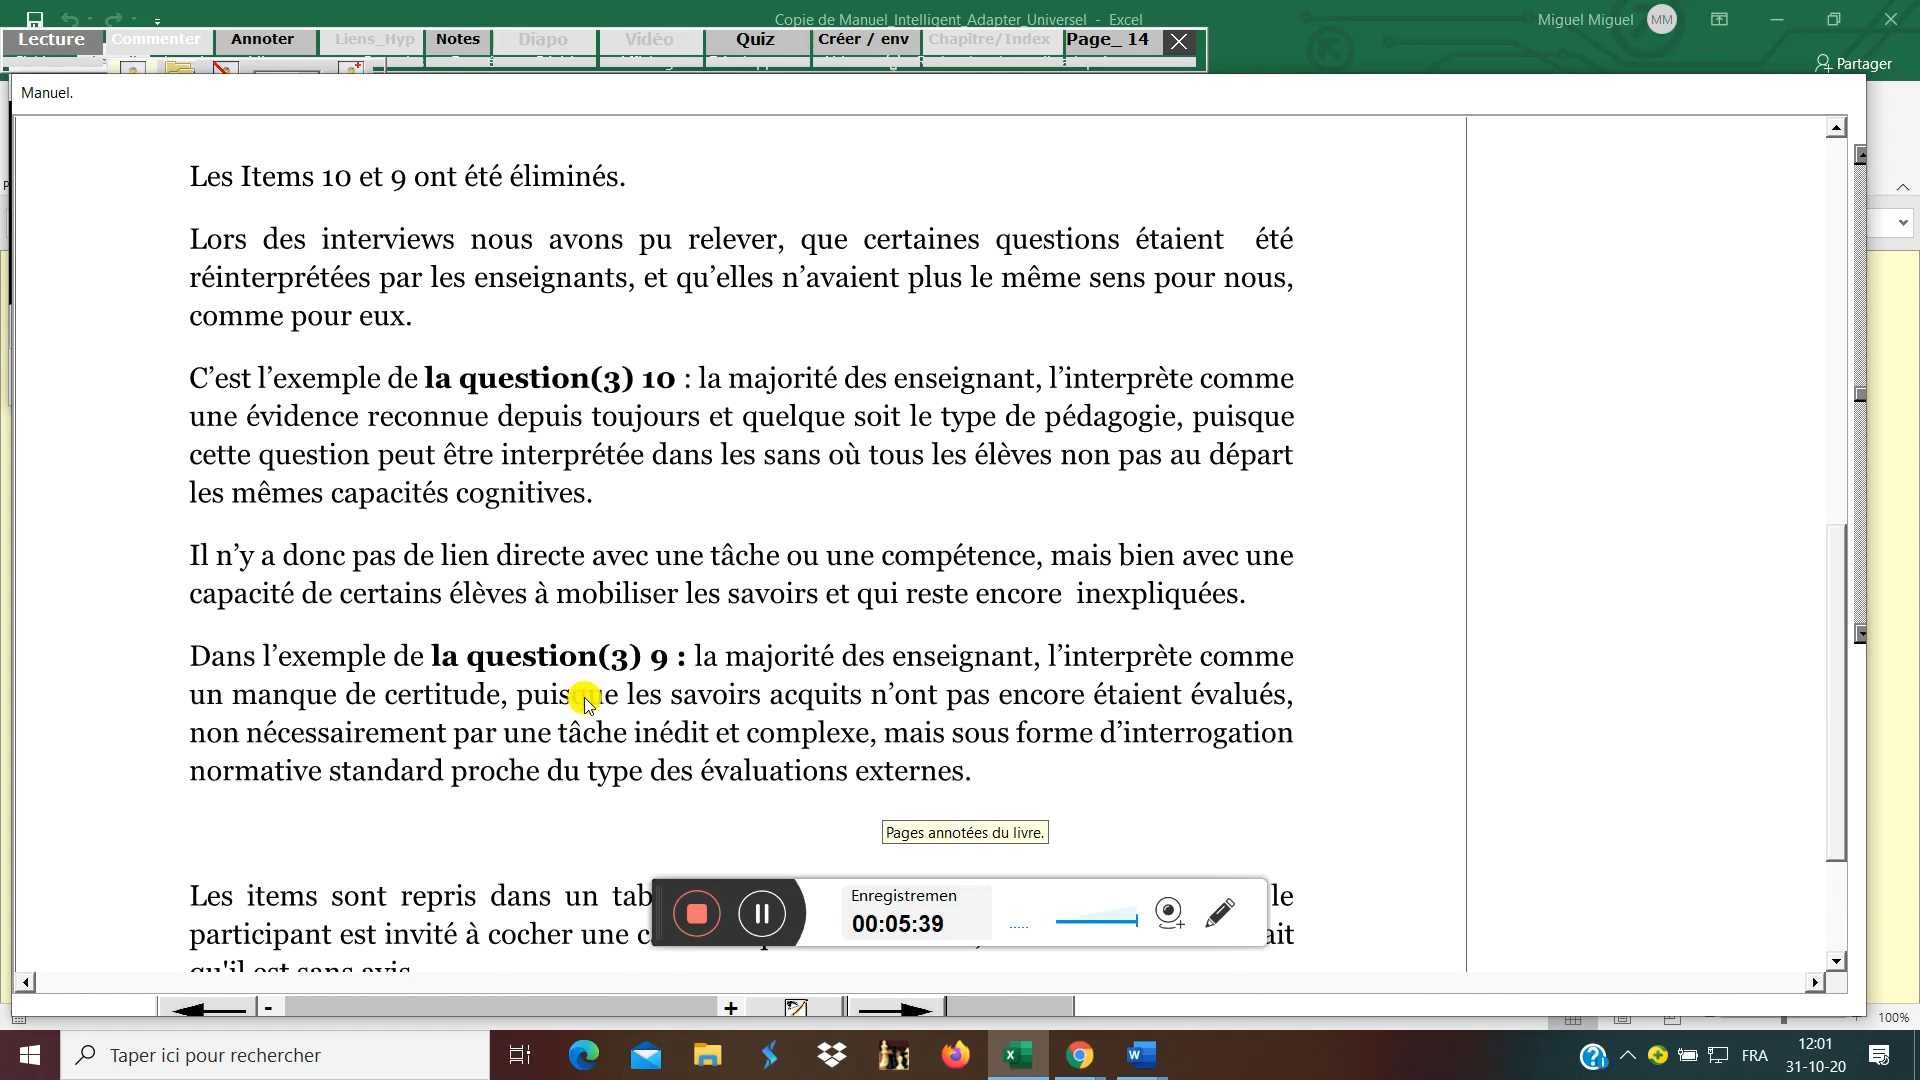 Copie de Manuel_Intelligent_Adapter_Universel - Excel
Miguel Miguel MM
Lecture Commenter Annoter Liens_Hyp Notes Diapo Vidéo Quiz Créer / env Chapitre/Index Page_ 14
Partager
Manuel.
Les Items 10 et 9 ont été éliminés.
Lors des interviews nous avons pu relever, que certaines questions étaient été
réinterprétées par les enseignants, et qu’elles n’avaient plus le même sens pour nous,
comme pour eux.
C’est l’exemple de la question(3) 10 : la majorité des enseignant, l’interprète comme
une évidence reconnue depuis toujours et quelque soit le type de pédagogie, puisque
cette question peut être interprétée dans les sans où tous les élèves non pas au départ
les mêmes capacités cognitives.
Il n’y a donc pas de lien directe avec une tâche ou une compétence, mais bien avec une
capacité de certains élèves à mobiliser les savoirs et qui reste encore inexpliquées.
Dans l’exemple de la question(3) 9 : la majorité des enseignant, l’interprète comme
un manque de certitude, puisque les savoirs acquits n’ont pas encore étaient évalués,
non nécessairement par une tâche inédit et complexe, mais sous forme d’interrogation
normative standard proche du type des évaluations externes.
Pages annotées du livre.
Les items sont repris dans un tab le
participant est invité à cocher une ait
qu'il est sans avis
Enregistremen
00:05:39
- +
100%
Taper ici pour rechercher
FRA
12:01
31-10-20